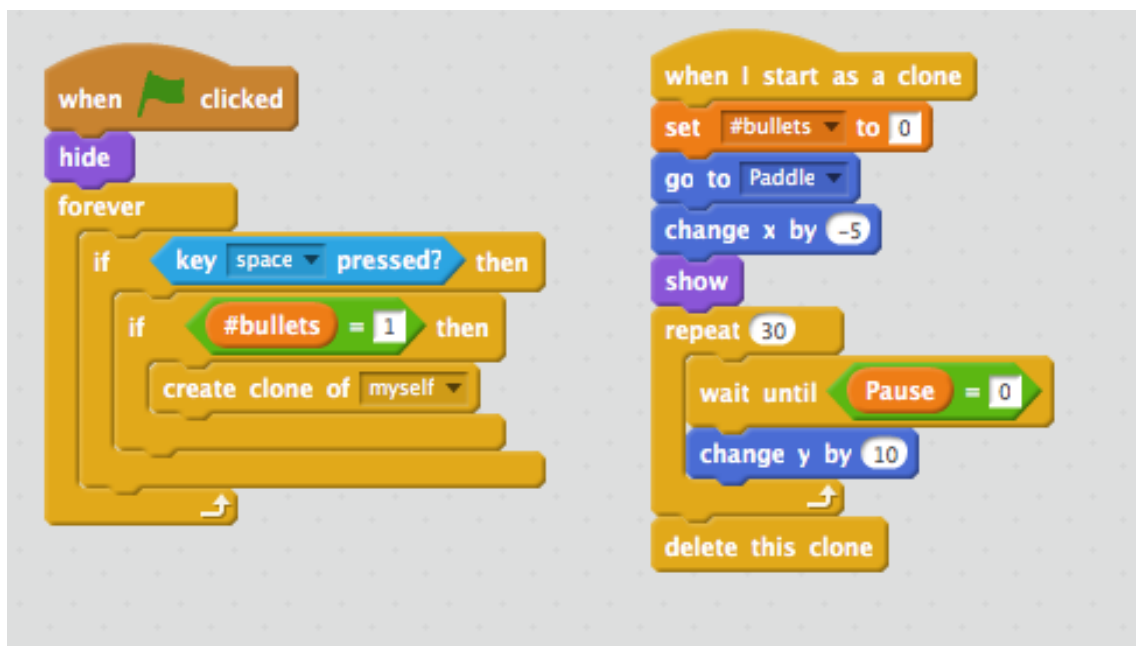 when clicked
hide
forever
if key space pressed? then
if #bullets = 1 then
create clone of myself
when I start as a clone
set #bullets to 0
go to Paddle
change x by -5
show
repeat 30
wait until Pause = 0
change y by 10
delete this clone